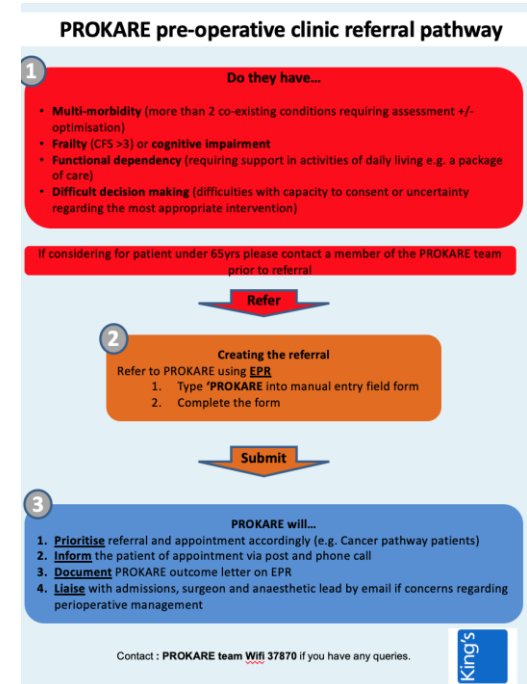 PROKARE pre-operative clinic referral pathway
1
Do they have...
• Multi-morbidity (more than 2 co-existing conditions requiring assessment +/-
optimisation)
• Frailty (CFS >3) or cognitive impairment
• Functional dependency (requiring support in activities of daily living e.g. a package
of care)
• Difficult decision making (difficulties with capacity to consent or uncertainty
regarding the most appropriate intervention)
If considering for patient under 65yrs please contact a member of the PROKARE team
prior to referral
Refer
2
Creating the referral
Refer to PROKARE using EPR
1. Type ‘PROKARE into manual entry field form
2. Complete the form
Submit
3
PROKARE will...
1. Prioritise referral and appointment accordingly (e.g. Cancer pathway patients)
2. Inform the patient of appointment via post and phone call
3. Document PROKARE outcome letter on EPR
4. Liaise with admissions, surgeon and anaesthetic lead by email if concerns regarding
perioperative management
Contact : PROKARE team Wifi 37870 if you have any queries.
King's